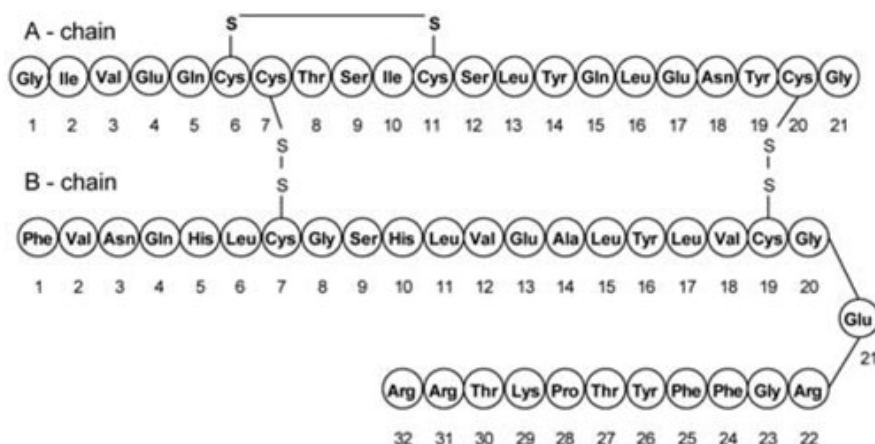 S S
A - chain
Gly Ile Val Glu Gln Cys Cys Thr Ser Ile Cys Ser Leu Tyr Gln Leu Glu Asn Tyr Cys Gly
1 2 3 4 5 6 7 8 9 10 11 12 13 14 15 16 17 18 19 20 21
S S
B - chain
S S
Phe Val Asn Gln His Leu Cys Gly Ser His Leu Val Glu Ala Leu Tyr Leu Val Cys Gly
1 2 3 4 5 6 7 8 9 10 11 12 13 14 15 16 17 18 19 20
Glu
21
Arg Arg Thr Lys Pro Thr Tyr Phe Phe Gly Arg
32 31 30 29 28 27 26 25 24 23 22